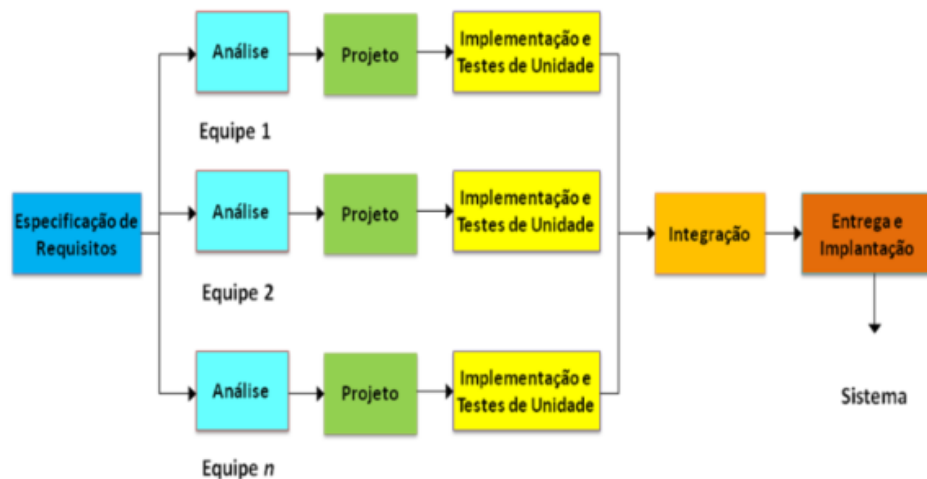 Análise
Projeto
Implementação e
Testes de Unidade
Equipe 1
Especificação de
Requisitos
Análise
Projeto
Implementação e
Testes de Unidade
Integração
Entrega e
Implantação
Equipe 2
Análise
Projeto
Implementação e
Testes de Unidade
Sistema
Equipe n